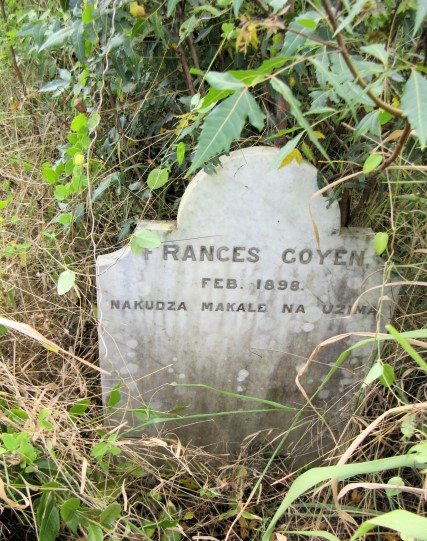 FRANCES COYEN
FEB. 1898.
NAKUDZA MAKALE NA UZIMA